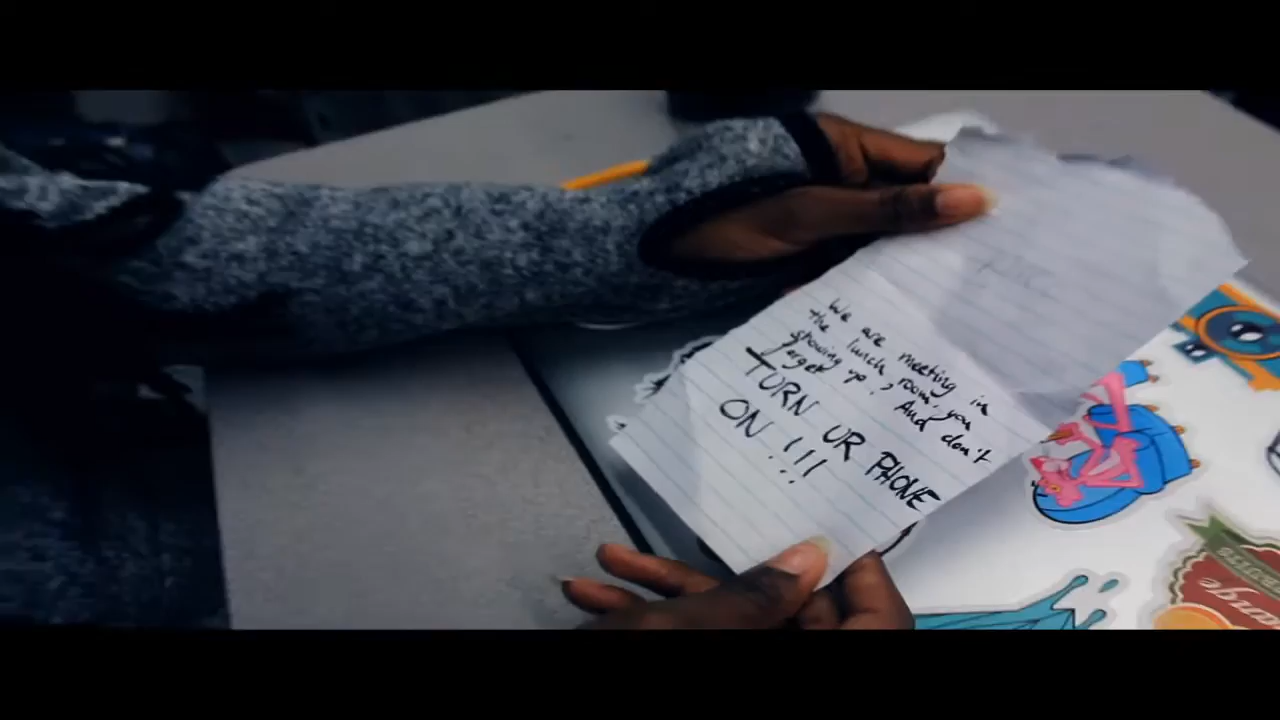 We are meeting in
the lunch room, you
showing up? And don't
forget
TURN UR PHONE
ON !!!